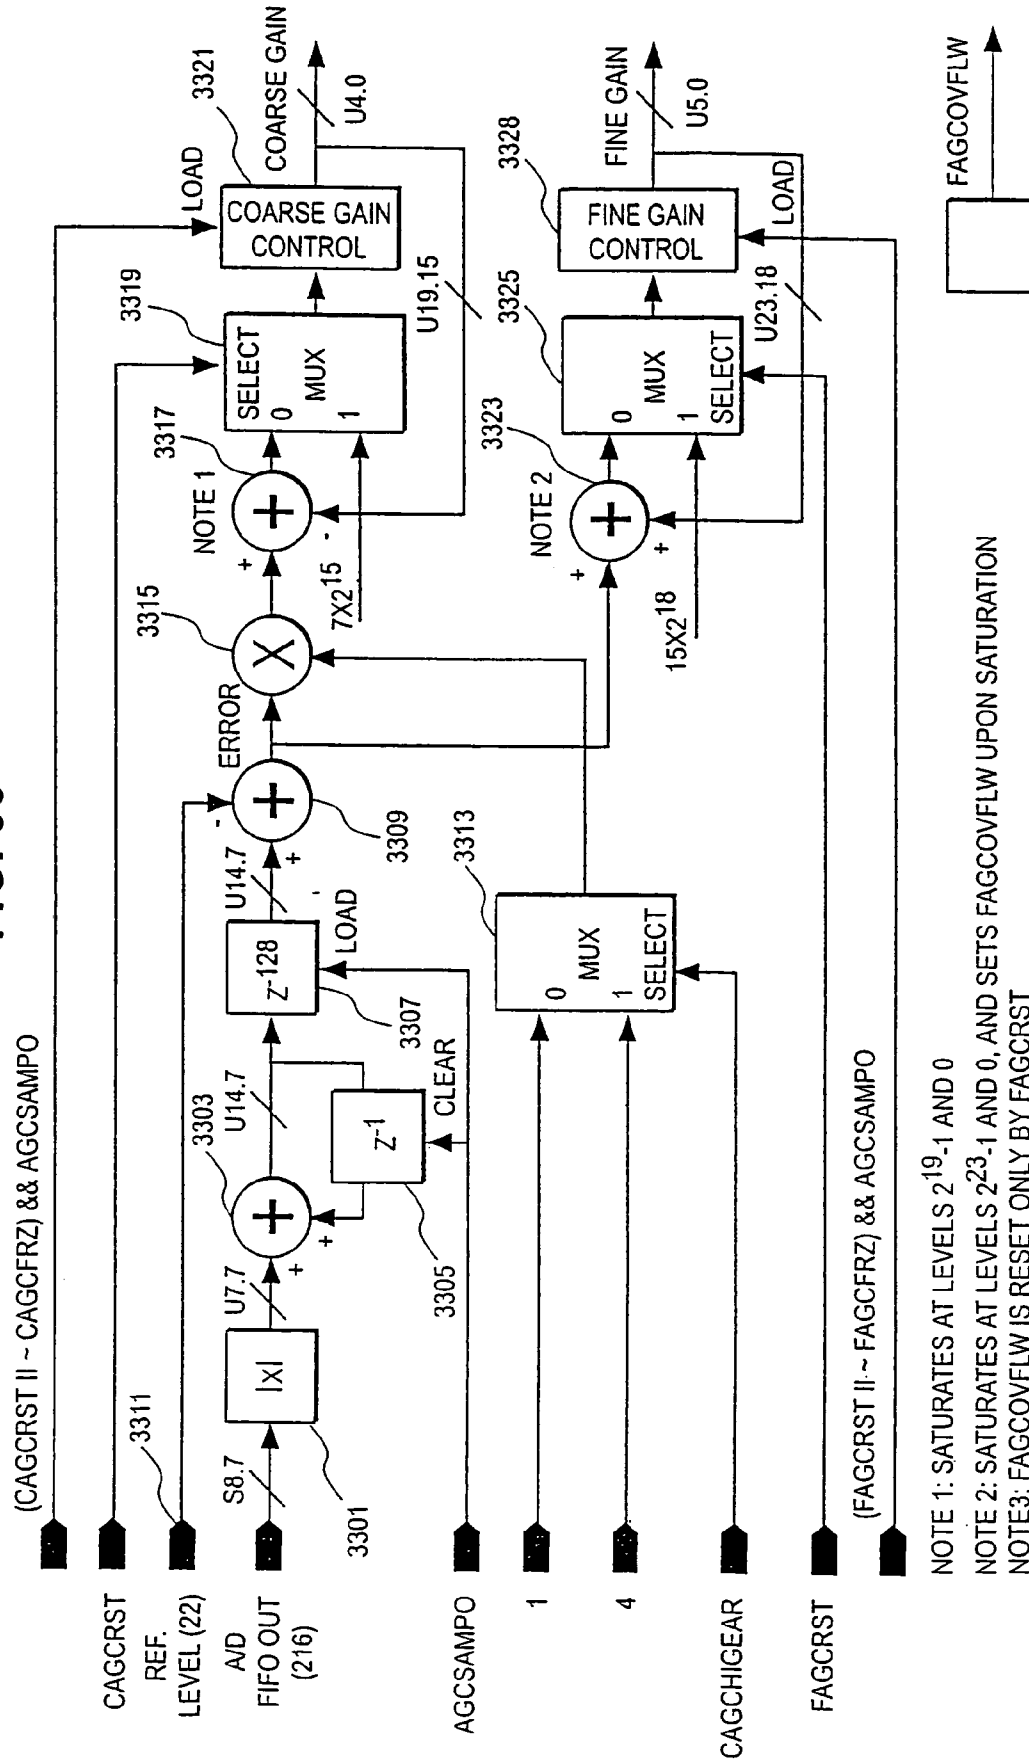 (CAGCRST II ~ CAGCFRZ) && AGCSAMPO
CAGCRST
REF.
LEVEL (22)
3311
A/D
FIFO OUT
(216)
S8.7
|X|
3301
U7.7
+
+
+
3303
U14.7
Z-1
3305
CLEAR
Z-128
3307
LOAD
U14.7
+
-
+
3309
ERROR
X
3315
NOTE 1
+
-
+
3317
7X2^15
SELECT
0
MUX
1
3319
LOAD
COARSE GAIN
CONTROL
3321
COARSE GAIN
U4.0
U19.15
AGCSAMPO
1
4
0
MUX
1
SELECT
3313
CAGCHIGEAR
NOTE 2
+
+
+
3323
15X2^18
0
MUX
1
SELECT
3325
FINE GAIN
CONTROL
3328
LOAD
FINE GAIN
U5.0
U23.18
FAGCRST
(FAGCRST II ~ FAGCFRZ) && AGCSAMPO
FAGCOVFLW
NOTE 1: SATURATES AT LEVELS 2^19-1 AND 0
NOTE 2: SATURATES AT LEVELS 2^23-1 AND 0, AND SETS FAGCOVFLW UPON SATURATION
NOTE3: FAGCOVFLW IS RESET ONLY BY FAGCRST